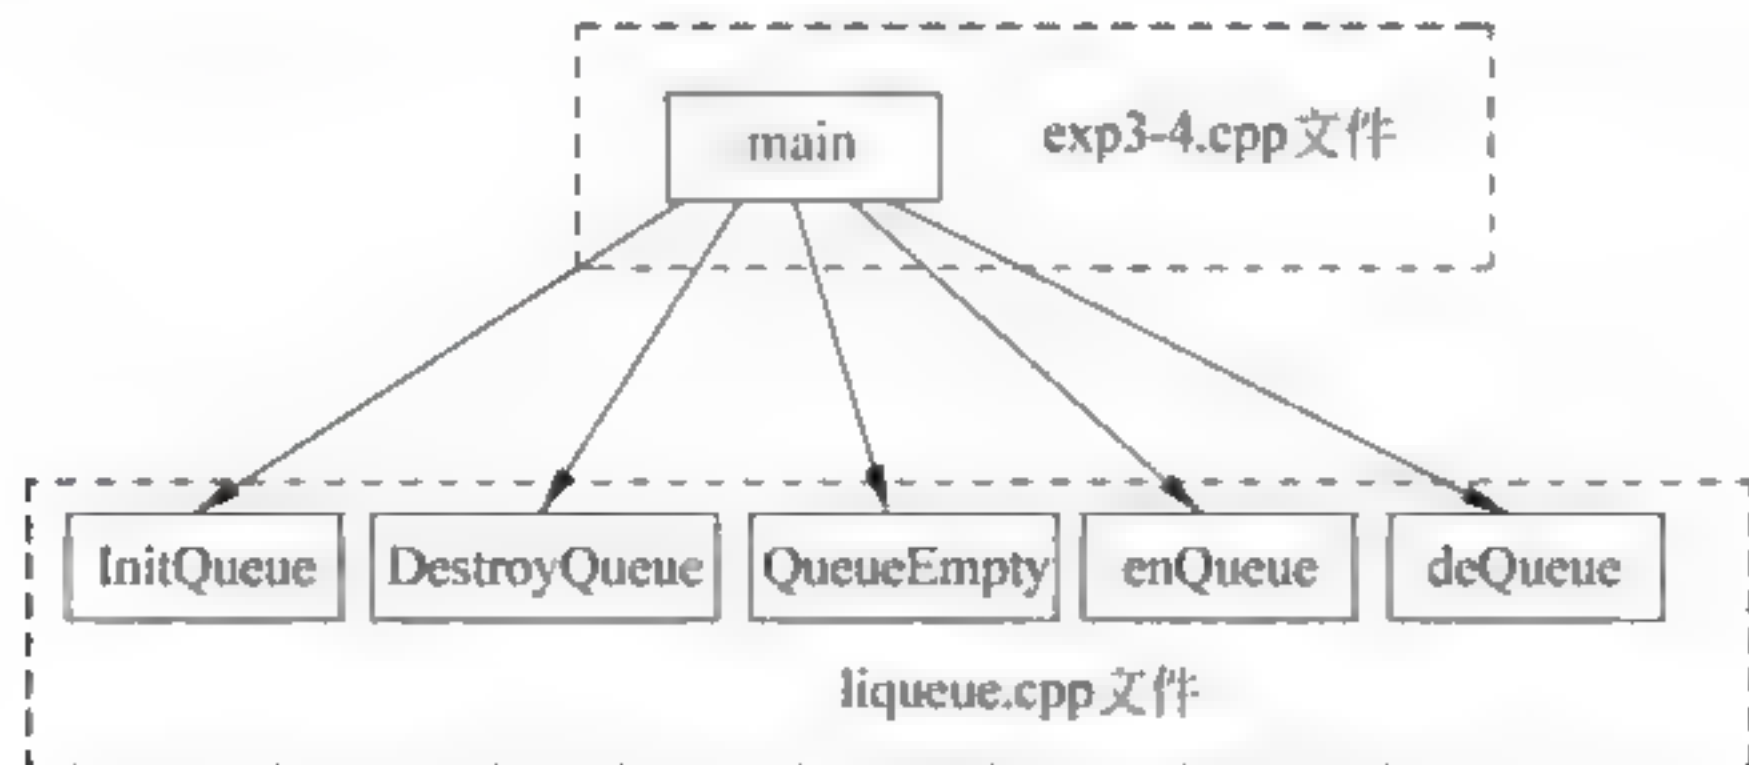 main
exp3-4.cpp文件
InitQueue
DestroyQueue
QueueEmpty
enQueue
deQueue
liqueue.cpp文件